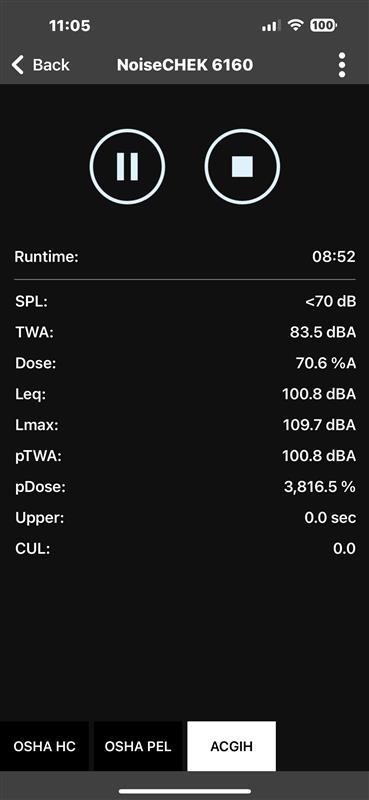 11:05
100
Back
NoiseCHEK 6160
Runtime: 08:52
SPL: <70 dB
TWA: 83.5 dBA
Dose: 70.6 %A
Leq: 100.8 dBA
Lmax: 109.7 dBA
pTWA: 100.8 dBA
pDose: 3,816.5 %
Upper: 0.0 sec
CUL: 0.0
OSHA HC OSHA PEL ACGIH